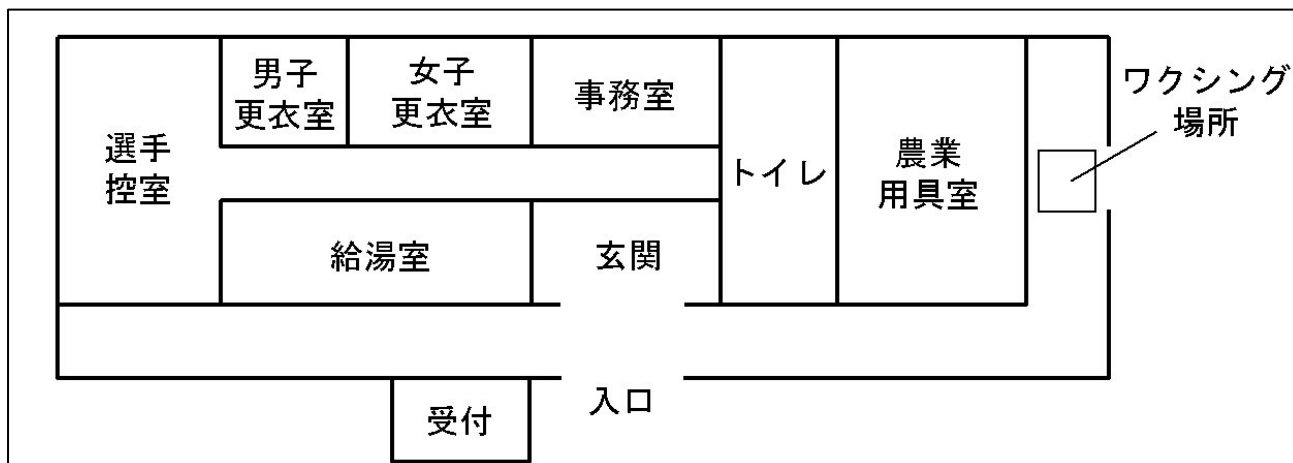 男子
更衣室
女子
更衣室
事務室
選手
控室
トイレ
農業
用具室
ワクシング
場所
給湯室
玄関
入口
受付